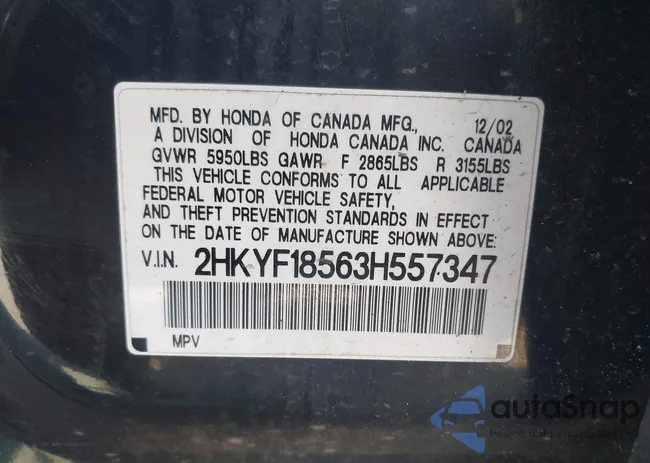 MFD. BY HONDA OF CANADA MFG., 12/02
A DIVISION OF HONDA CANADA INC. CANADA
GVWR 5950LBS GAWR F 2865LBS R 3155LBS
THIS VEHICLE CONFORMS TO ALL APPLICABLE
FEDERAL MOTOR VEHICLE SAFETY,
AND THEFT PREVENTION STANDARDS IN EFFECT
ON THE DATE OF MANUFACTURE SHOWN ABOVE:
V.I.N. 2HKYF18563H557347
MPV
autoSnap